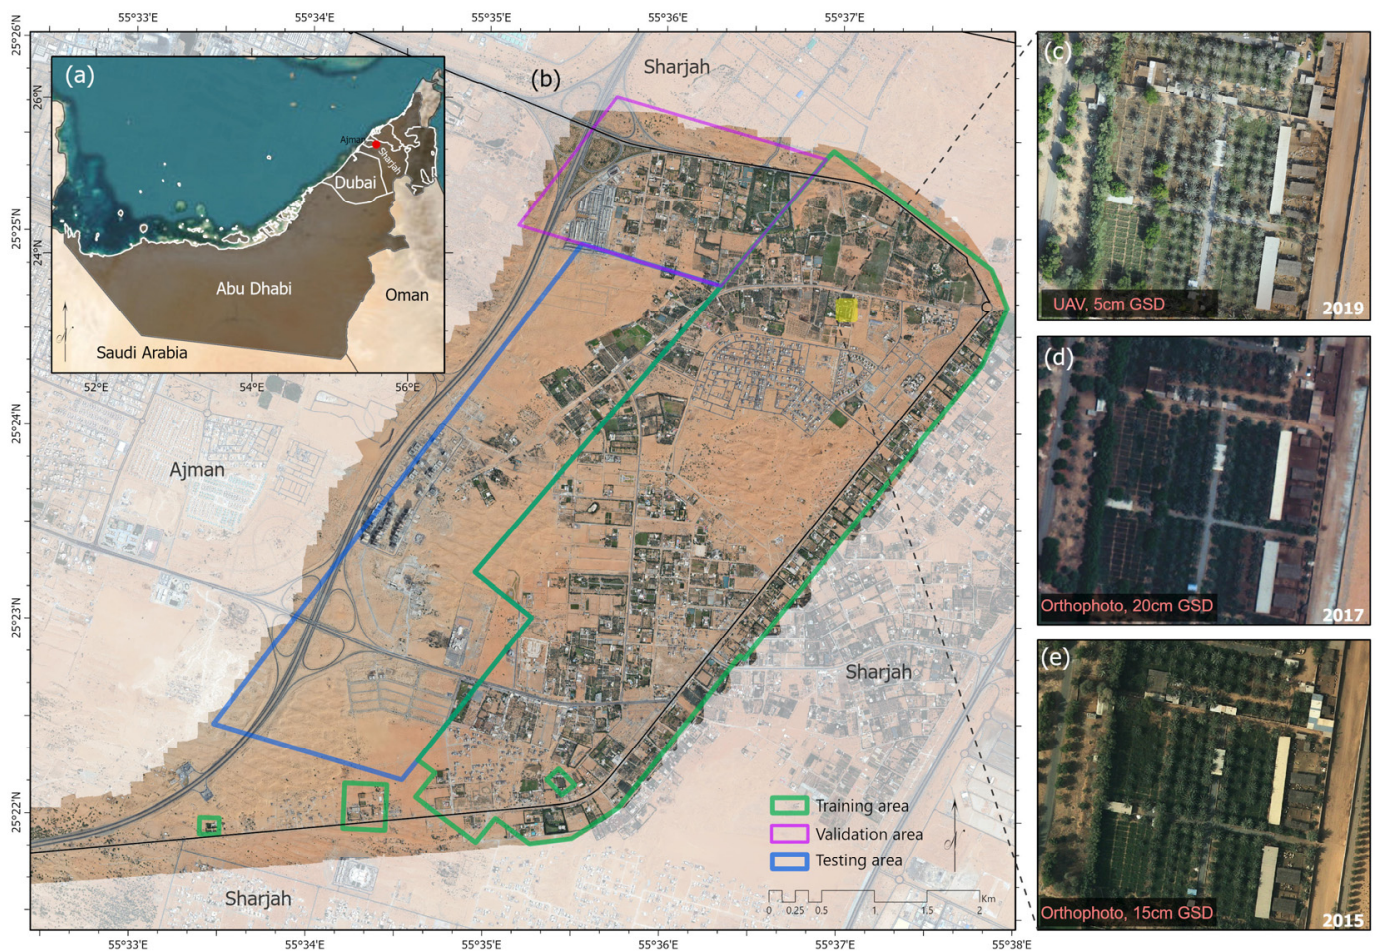 55°33'E 55°34'E 55°35'E 55°36'E 55°37'E
25°26'N
25°25'N
25°24'N
25°23'N
25°22'N
(a)
26°N
24°N
Ajman
Sharjah
Dubai
Abu Dhabi
Oman
Saudi Arabia
52°E 54°E 56°E
(b)
Sharjah
Ajman
Sharjah
Sharjah
Training area
Validation area
Testing area
0 0.25 0.5 1 1.5 2
Km
55°33'E 55°34'E 55°35'E 55°36'E 55°37'E 55°38'E
(c)
UAV, 5cm GSD
2019
(d)
Orthophoto, 20cm GSD
2017
(e)
Orthophoto, 15cm GSD
2015